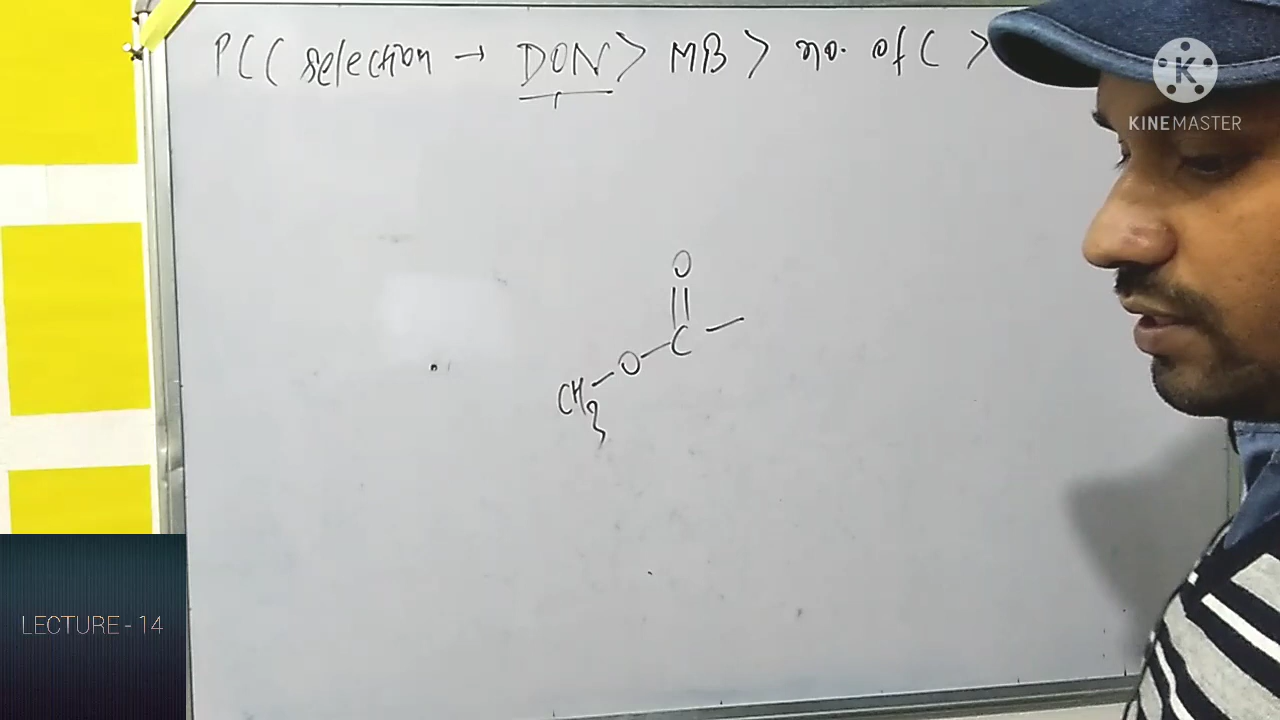 PCC selection → DON > MB > no. of C >
K
KINEMASTER
O
C
O
CH3
LECTURE - 14